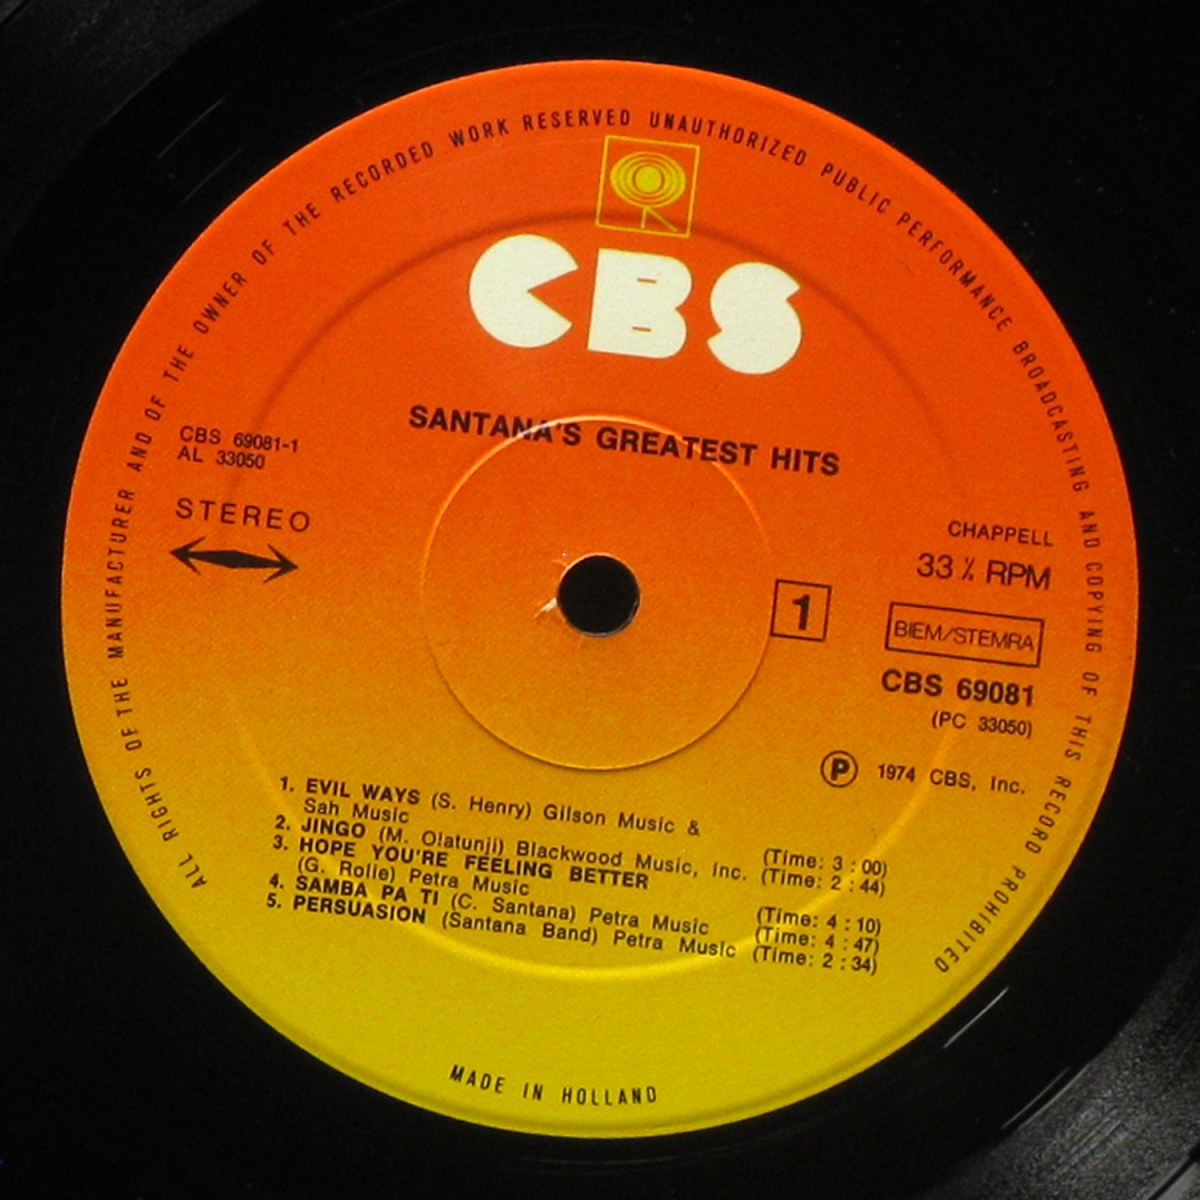 ALL RIGHTS OF THE MANUFACTURER AND OF THE OWNER OF THE RECORDED WORK RESERVED UNAUTHORIZED PUBLIC PERFORMANCE BROADCASTING AND COPYING OF THIS RECORD PROHIBITED
CBS
SANTANA'S GREATEST HITS
CBS 69081-1
AL 33050
STEREO
CHAPPELL
33 ⅓ RPM
1
BIEM/STEMRA
CBS 69081
(PC 33050)
Ⓟ 1974 CBS, Inc.
1. EVIL WAYS (S. Henry) Gilson Music &
Sah Music (Time: 3 : 00)
2. JINGO (M. Olatunji) Blackwood Music, Inc. (Time: 2 : 44)
3. HOPE YOU'RE FEELING BETTER
(G. Rolie) Petra Music (Time: 4 : 10)
4. SAMBA PA TI (C. Santana) Petra Music (Time: 4 : 47)
5. PERSUASION (Santana Band) Petra Music (Time: 2 : 34)
MADE IN HOLLAND